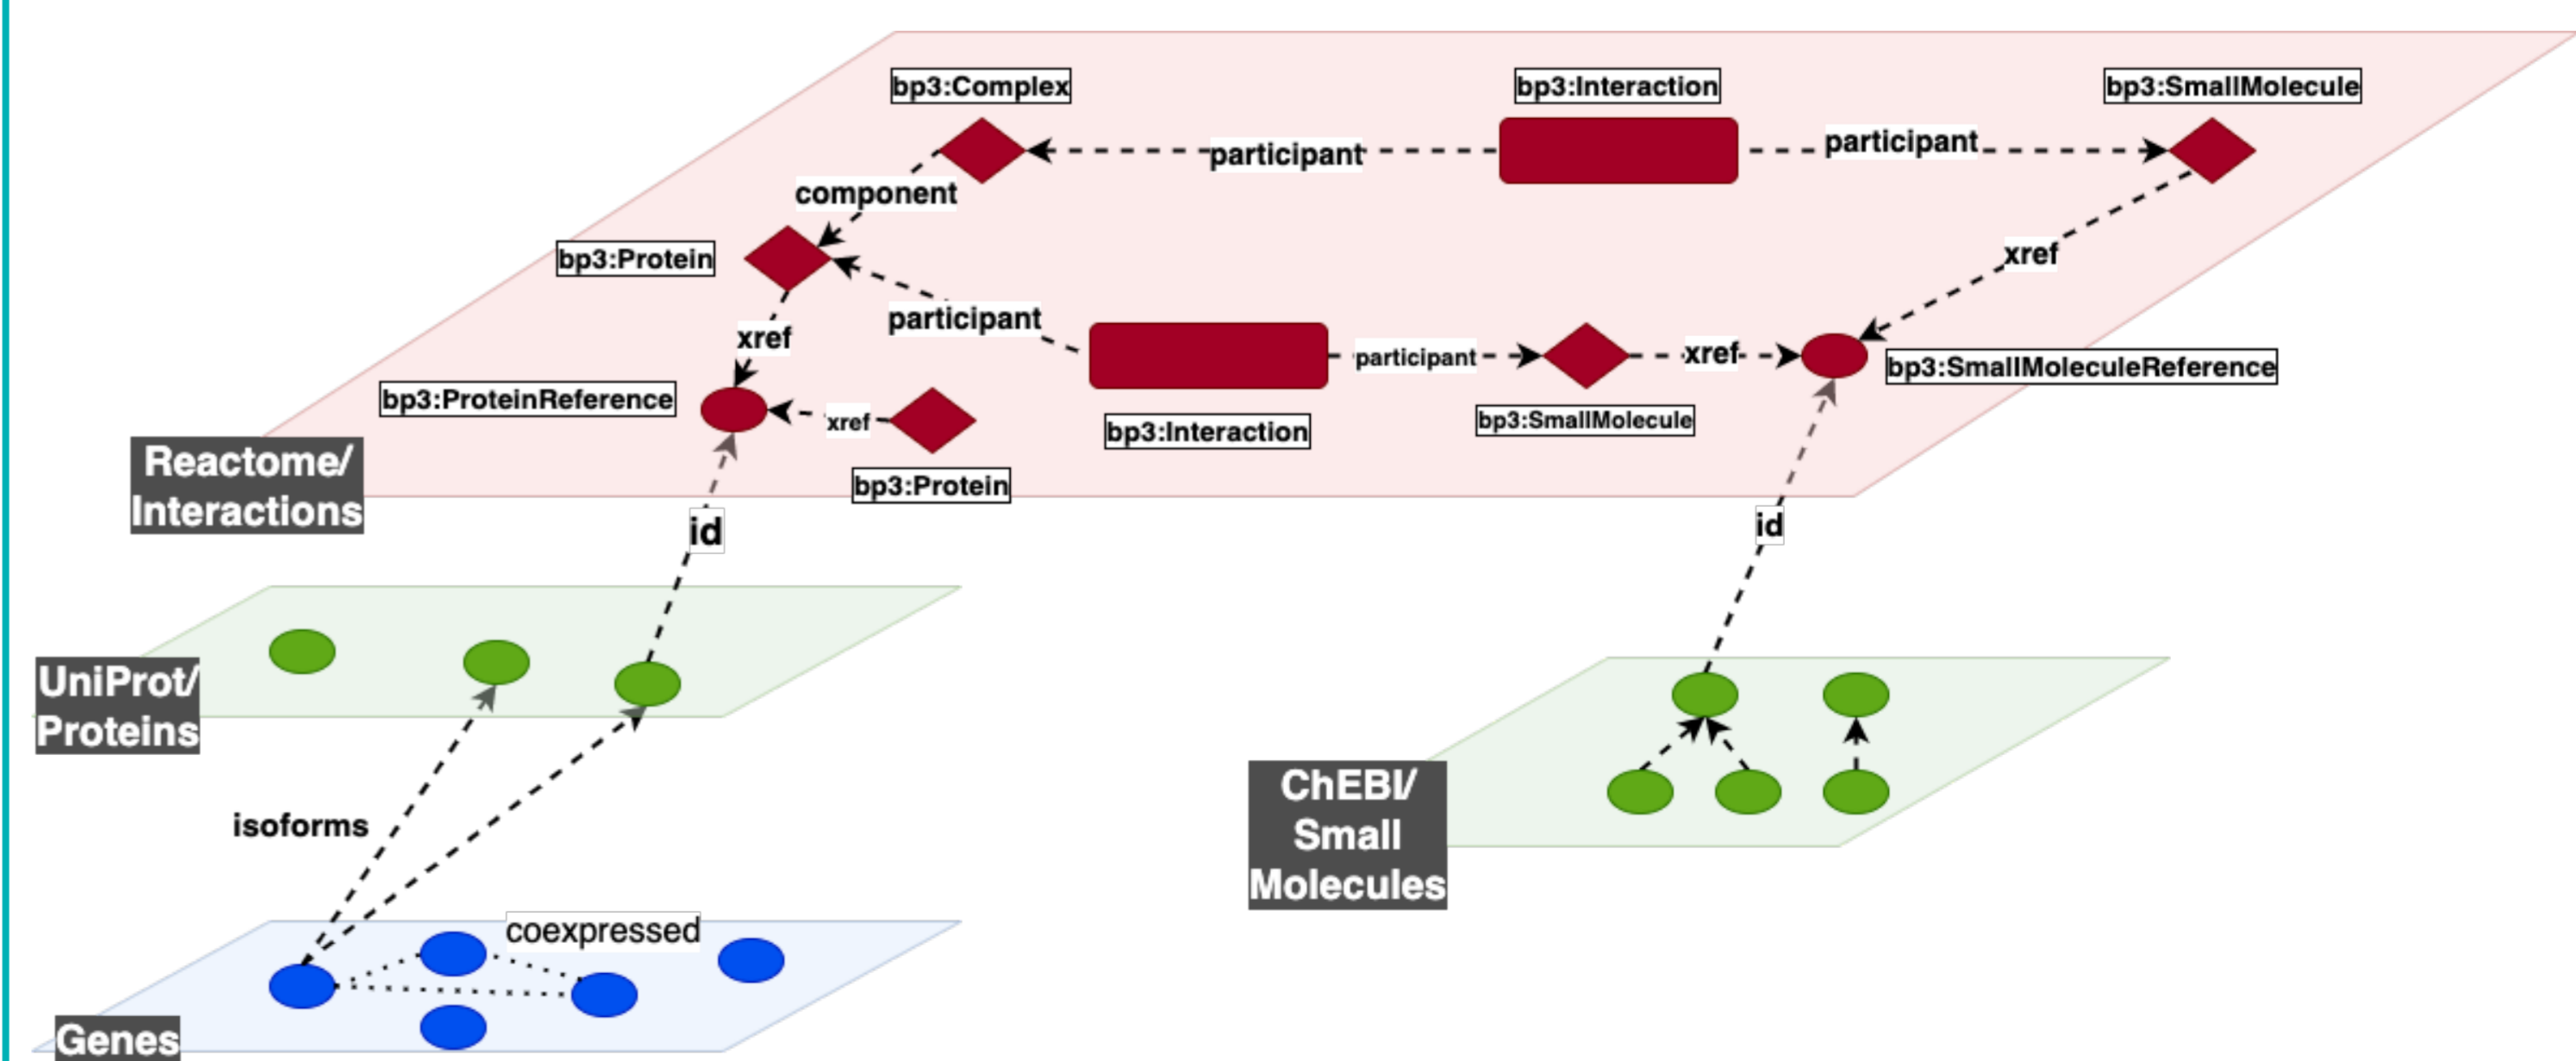 bp3:Complex
bp3:Interaction
bp3:SmallMolecule
participant
participant
component
bp3:Protein
xref
participant
xref
participant
xref
bp3:SmallMoleculeReference
bp3:ProteinReference
xref
bp3:Interaction
bp3:SmallMolecule
bp3:Protein
Reactome/
Interactions
id
id
UniProt/
Proteins
isoforms
ChEBI/
Small
Molecules
coexpressed
Genes